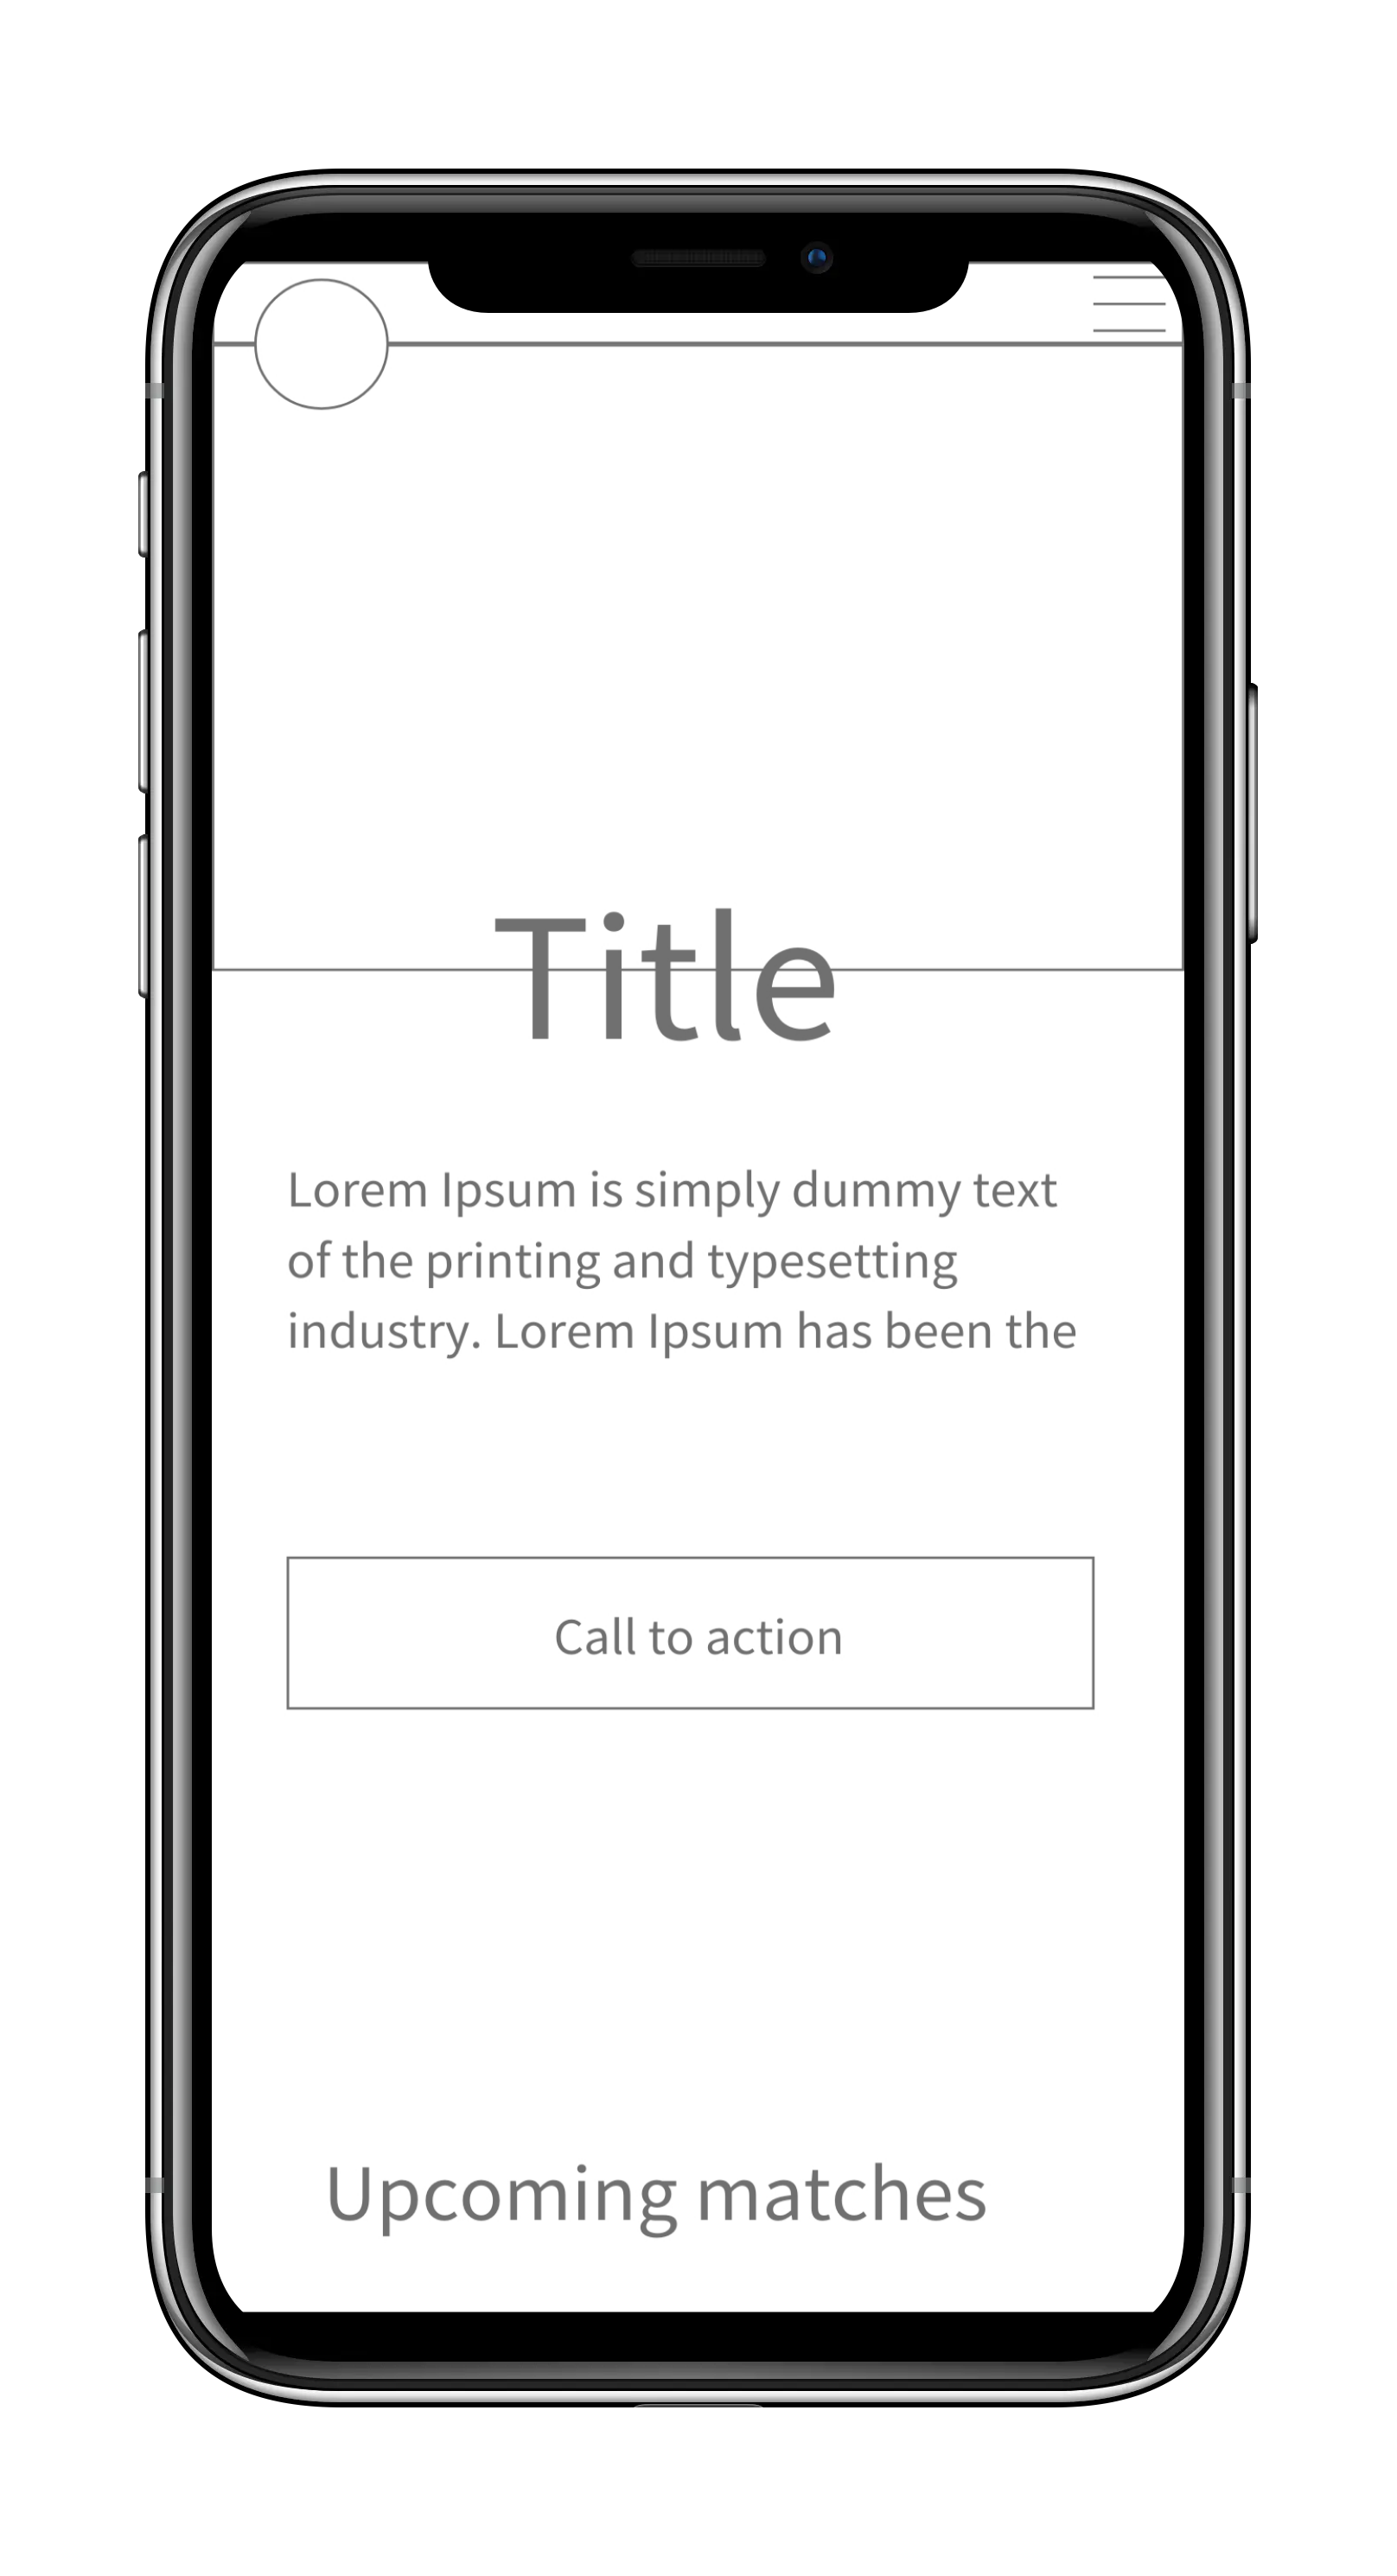 Title
Lorem Ipsum is simply dummy text
of the printing and typesetting
industry. Lorem Ipsum has been the
Call to action
Upcoming matches